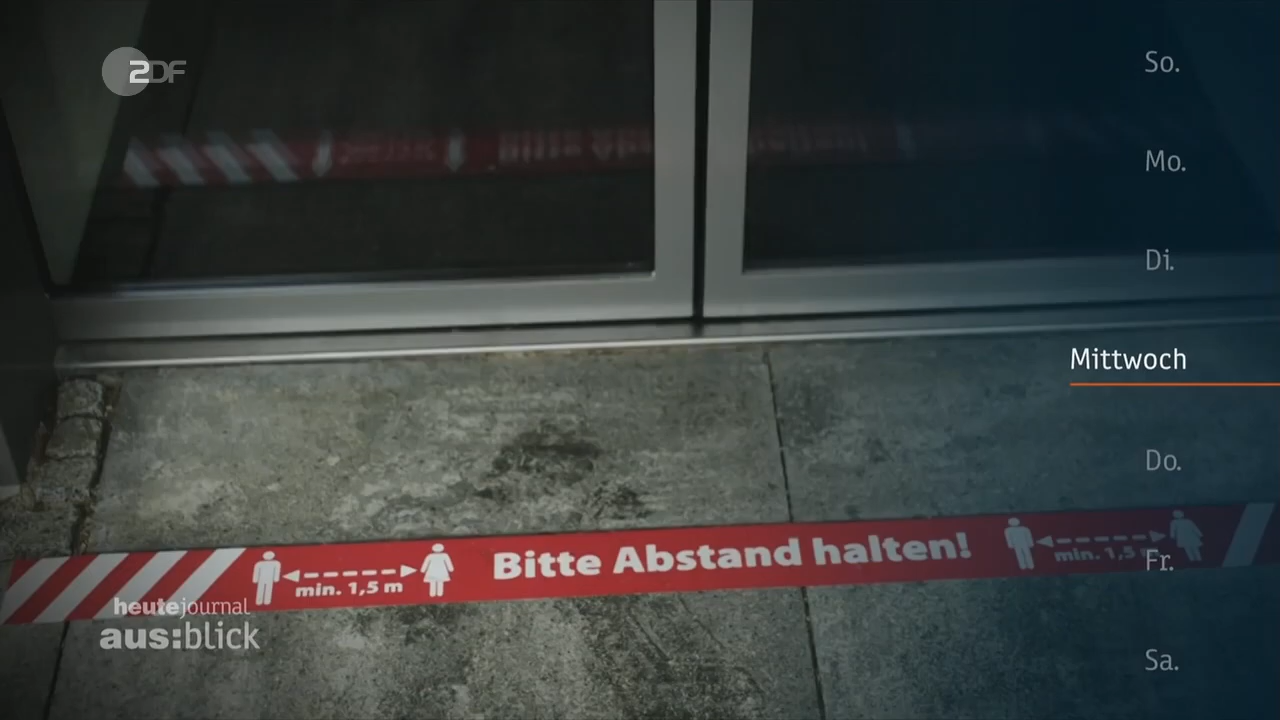 ZDF
So.
Mo.
Di.
Mittwoch
Do.
Fr.
Sa.
Bitte Abstand halten!
min. 1,5 m
min. 1,5
heutejournal
aus:blick